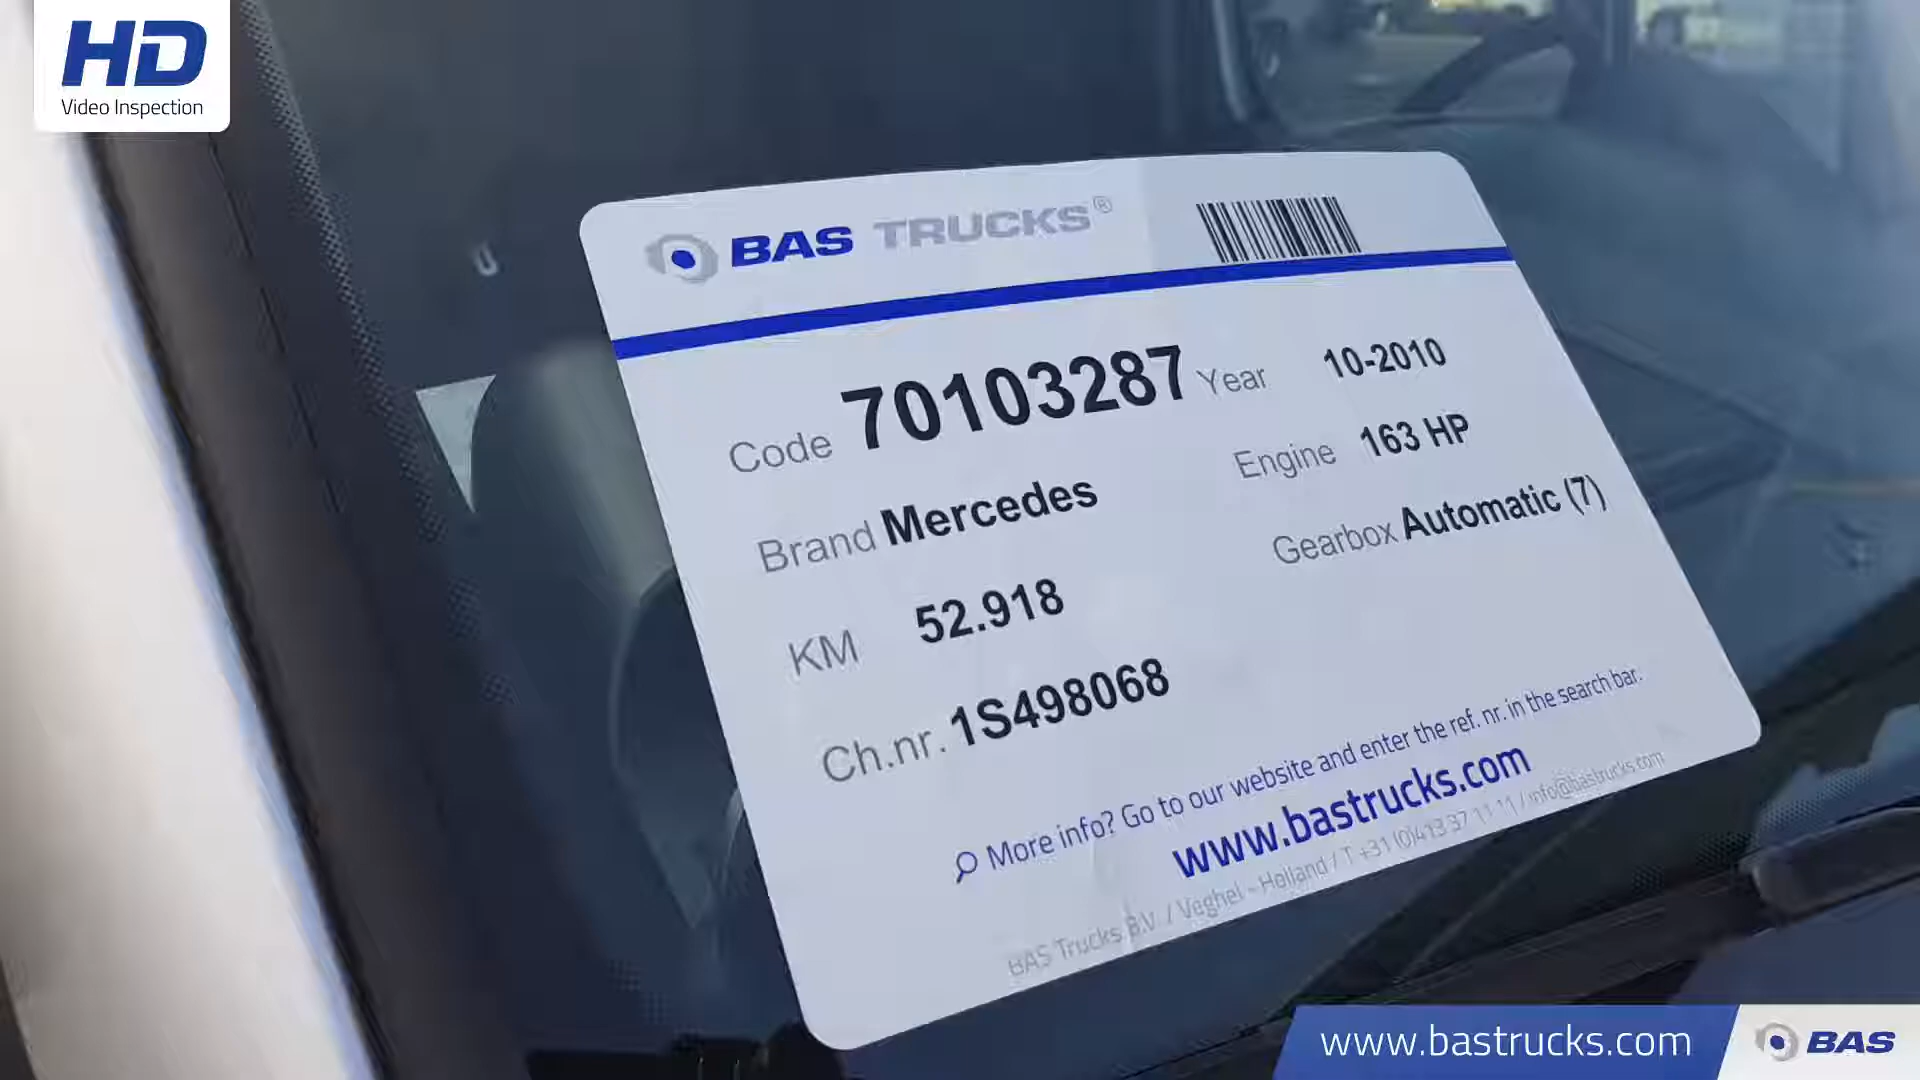 HD
Video Inspection
BAS TRUCKS®
Code 70103287 Year 10-2010
Brand Mercedes Engine 163 HP
KM 52.918 Gearbox Automatic (7)
Ch.nr. 1S498068
More info? Go to our website and enter the ref. nr. in the search bar.
www.bastrucks.com
BAS Trucks B.V. / Veghel - Holland / T +31 (0)413 37 11 11 / info@bastrucks.com
www.bastrucks.com BAS